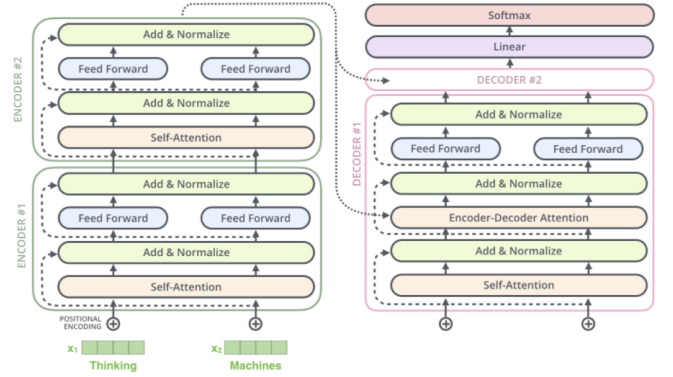 ENCODER #2
Add & Normalize
Feed Forward
Feed Forward
Add & Normalize
Self-Attention
ENCODER #1
Add & Normalize
Feed Forward
Feed Forward
Add & Normalize
Self-Attention
POSITIONAL
ENCODING
x1
x2
Thinking
Machines
Softmax
Linear
DECODER #2
DECODER #1
Add & Normalize
Feed Forward
Feed Forward
Add & Normalize
Encoder-Decoder Attention
Add & Normalize
Self-Attention